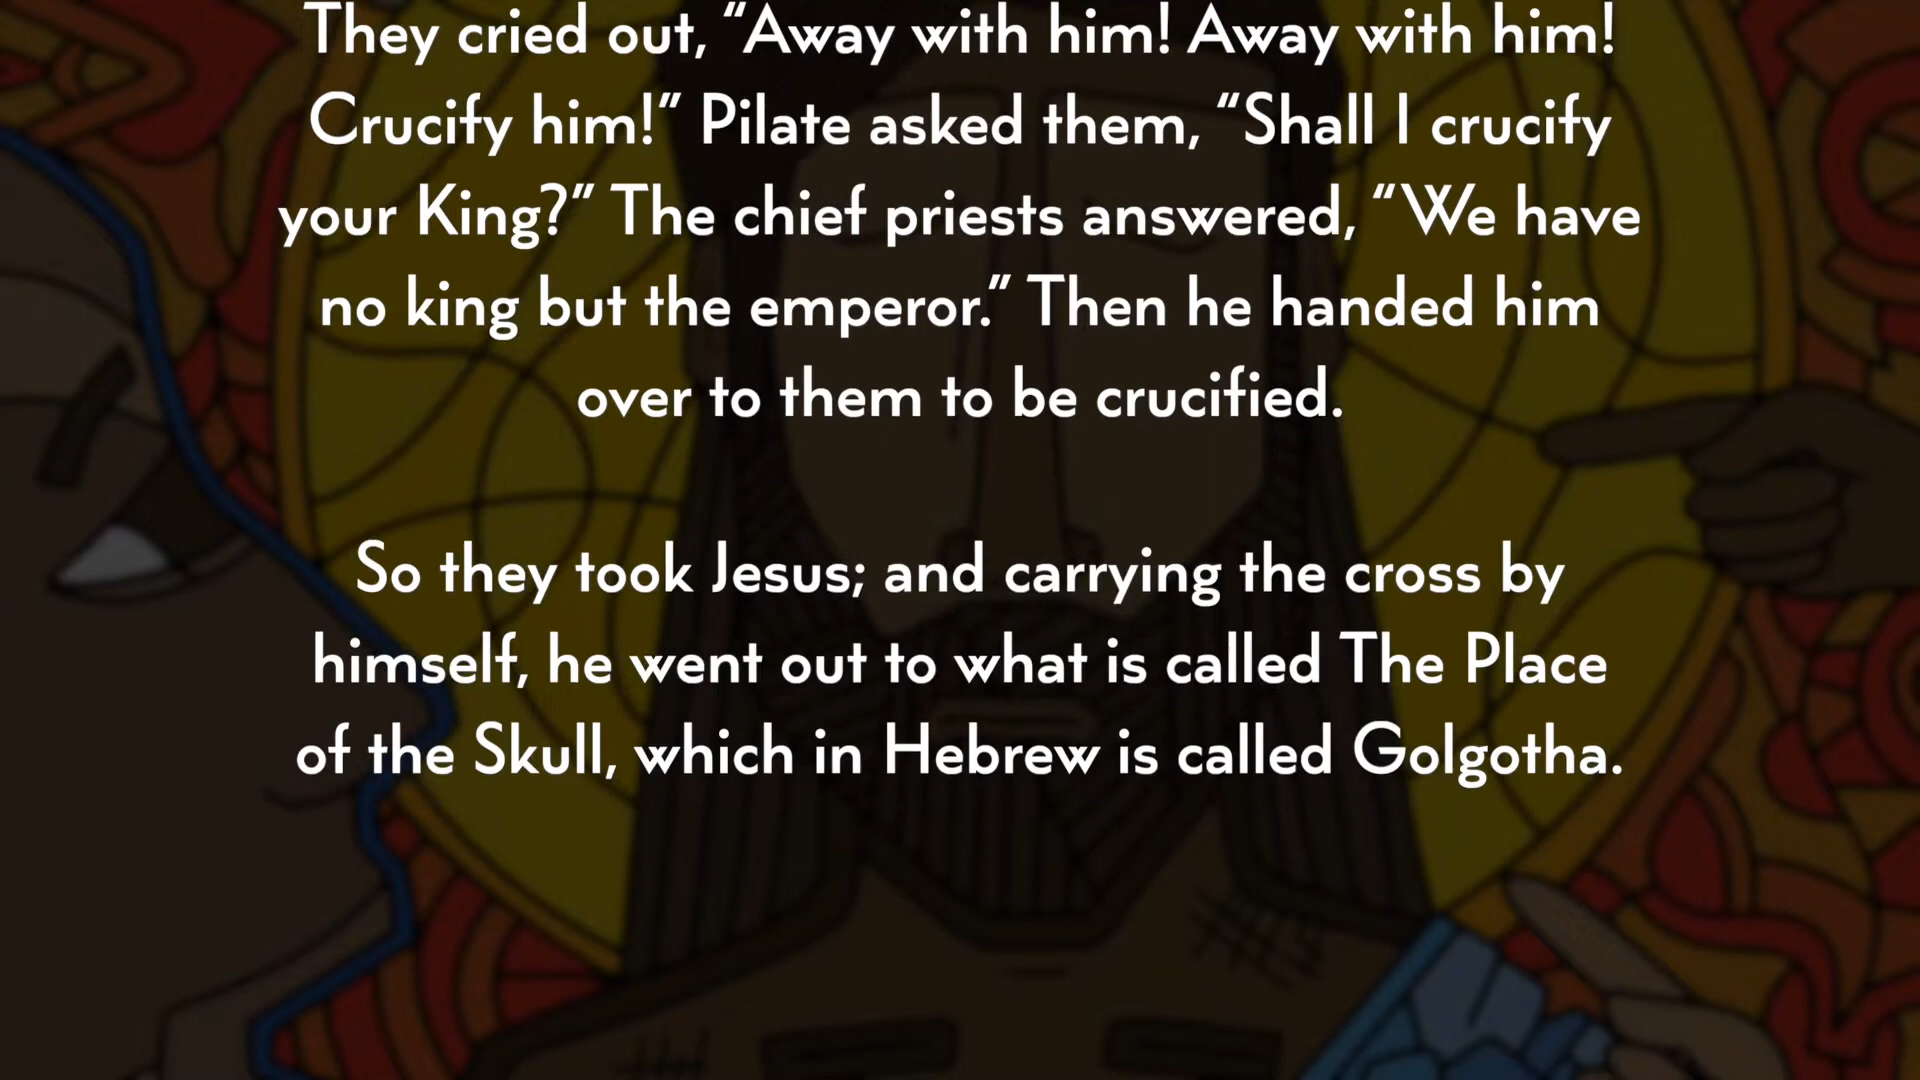 They cried out, “Away with him! Away with him!
Crucify him!” Pilate asked them, “Shall I crucify
your King?” The chief priests answered, “We have
no king but the emperor.” Then he handed him
over to them to be crucified.
So they took Jesus; and carrying the cross by
himself, he went out to what is called The Place
of the Skull, which in Hebrew is called Golgotha.